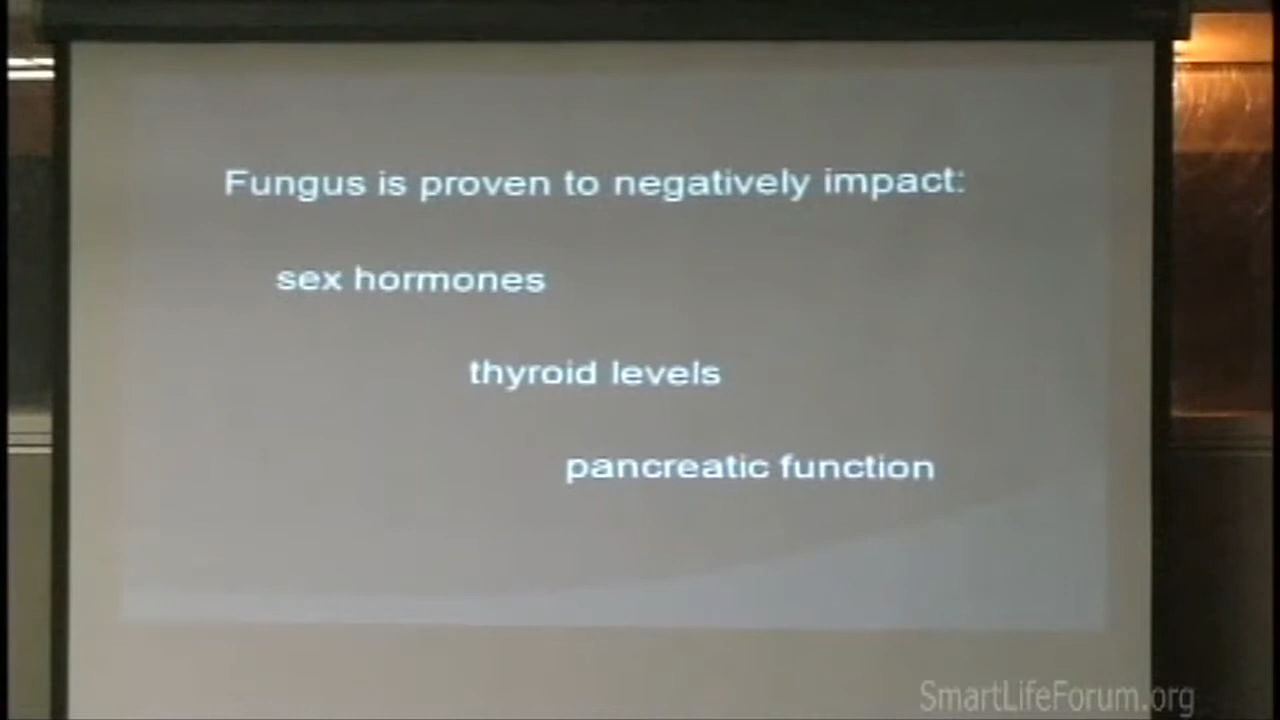 Fungus is proven to negatively impact:
sex hormones
thyroid levels
pancreatic function
SmartLifeForum.org